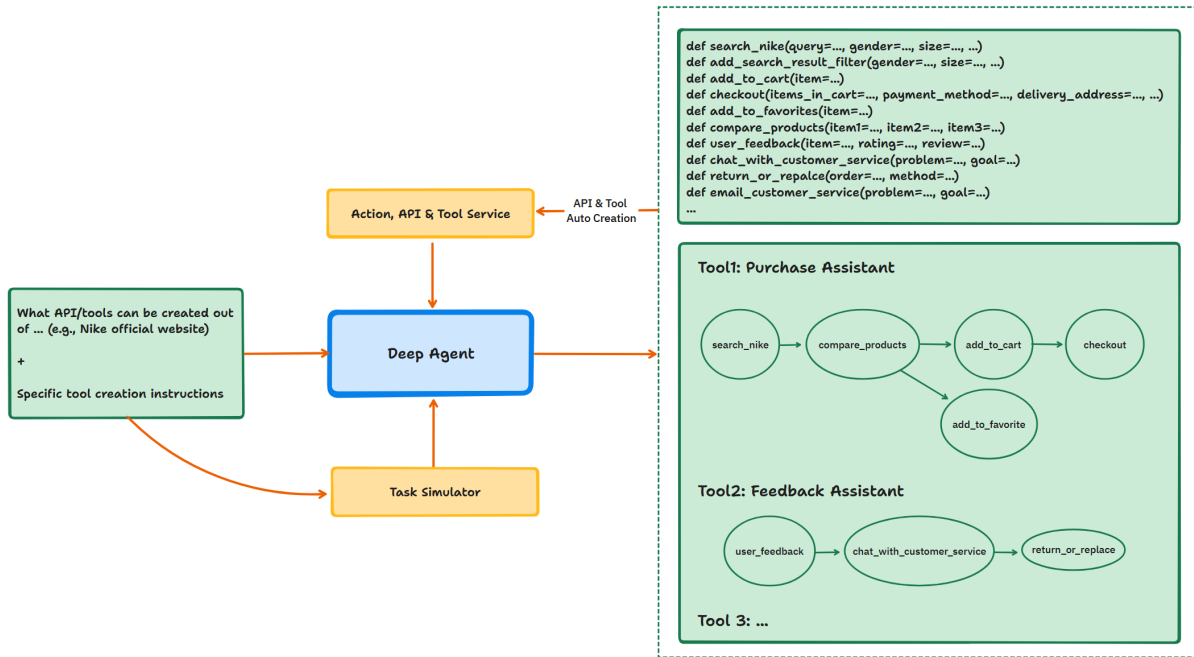 What API/tools can be created out
of ... (e.g., Nike official website)
+
Specific tool creation instructions
Action, API & Tool Service
Deep Agent
Task Simulator
API & Tool
Auto Creation
def search_nike(query=..., gender=..., size=..., ...)
def add_search_result_filter(gender=..., size=..., ...)
def add_to_cart(item=...)
def checkout(items_in_cart=..., payment_method=..., delivery_address=..., ...)
def add_to_favorites(item=...)
def compare_products(item1=..., item2=..., item3=...)
def user_feedback(item=..., rating=..., review=...)
def chat_with_customer_service(problem=..., goal=...)
def return_or_repalce(order=..., method=...)
def email_customer_service(problem=..., goal=...)
...
Tool1: Purchase Assistant
search_nike
compare_products
add_to_cart
checkout
add_to_favorite
Tool2: Feedback Assistant
user_feedback
chat_with_customer_service
return_or_replace
Tool 3: ...